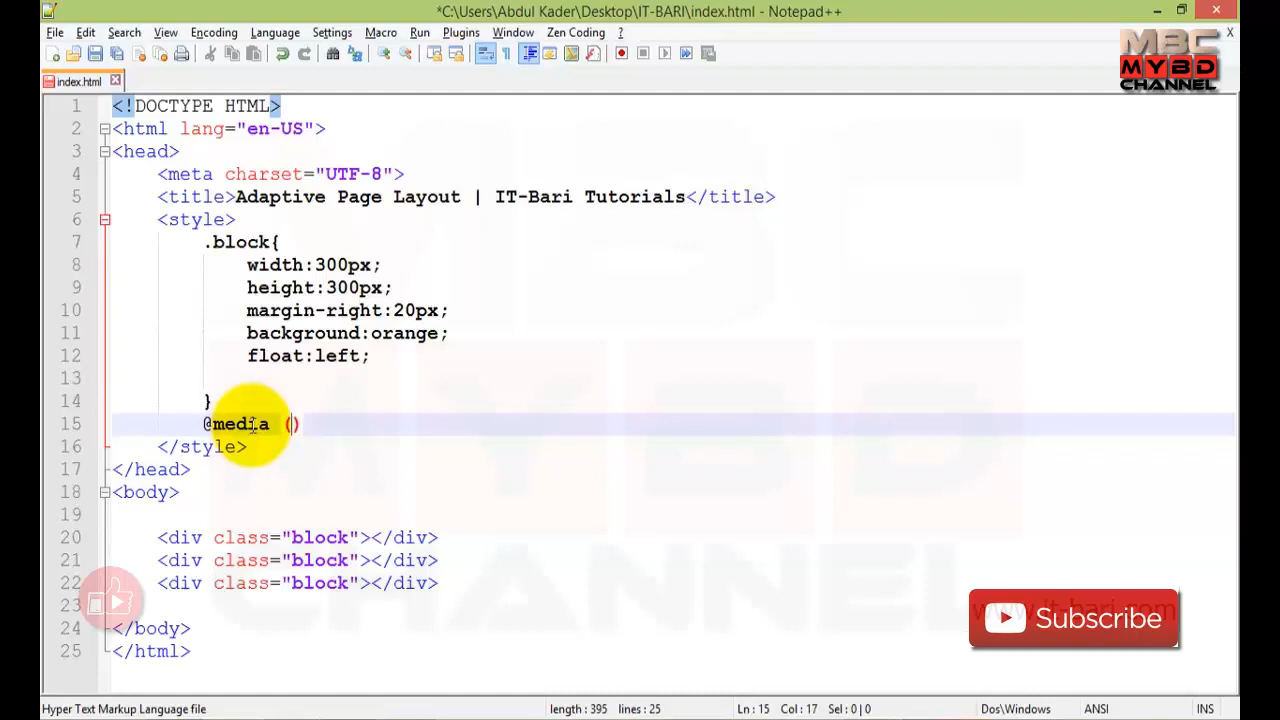 *C:\Users\Abdul Kader\Desktop\IT-BARI\index.html - Notepad++
File Edit Search View Encoding Language Settings Macro Run Plugins Window Zen Coding ? X
MBC
MYBD
CHANNEL
index.html
1 <!DOCTYPE HTML>
2 <html lang="en-US">
3 <head>
4 <meta charset="UTF-8">
5 <title>Adaptive Page Layout | IT-Bari Tutorials</title>
6 <style>
7 .block{
8 width:300px;
9 height:300px;
10 margin-right:20px;
11 background:orange;
12 float:left;
13
14 }
15 @media ()
16 </style>
17 </head>
18 <body>
19
20 <div class="block"></div>
21 <div class="block"></div>
22 <div class="block"></div>
23
24 </body>
25 </html>
MYBD
CHANNEL
www.it-bari.com
Subscribe
Hyper Text Markup Language file length : 395 lines : 25 Ln : 15 Col : 17 Sel : 0 | 0 Dos\Windows ANSI INS